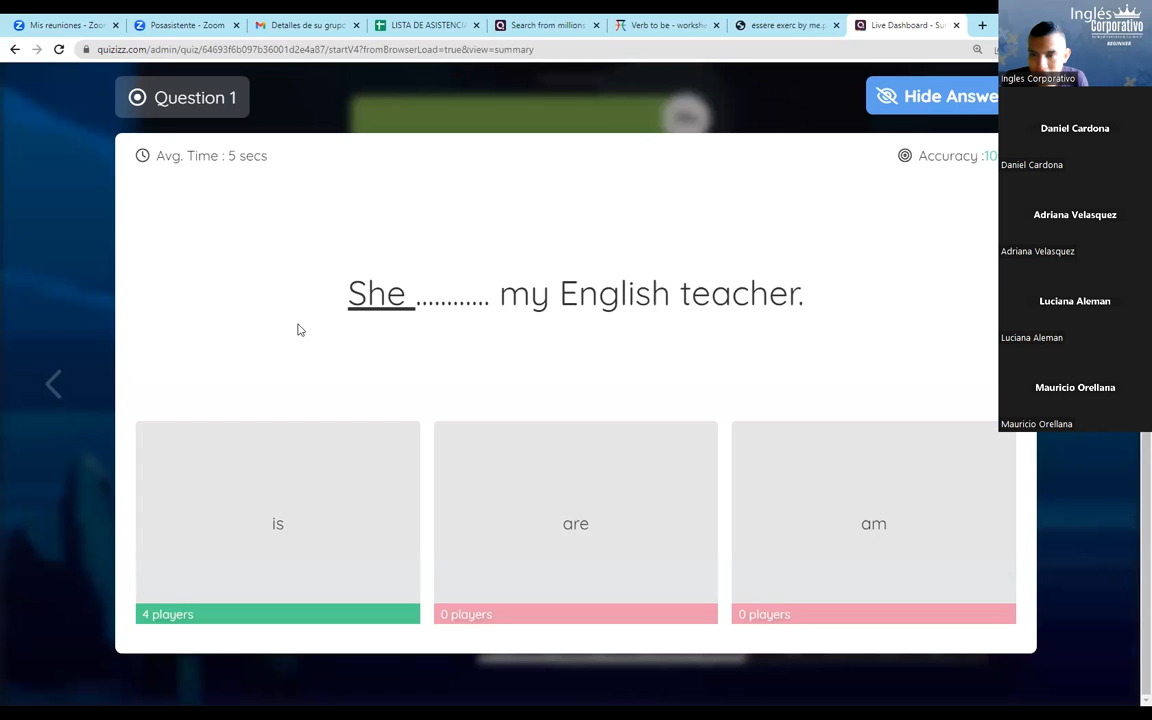 Mis reuniones - Zoo
Posasistente - Zoom
Detalles de su grupo
LISTA DE ASISTENCI
Search from millions
Verb to be - workshe
essere exerc by me.p
Live Dashboard - Su
quizizz.com/admin/quiz/64693f6b097b36001d2e4a87/startV4?fromBrowserLoad=true&view=summary
Inglés
Corporativo
BEGINNER
Ingles Corporativo
Question 1
Hide Answe
Avg. Time : 5 secs
Accuracy :10
Daniel Cardona
Daniel Cardona
Adriana Velasquez
Adriana Velasquez
She ............ my English teacher.
Luciana Aleman
Luciana Aleman
Mauricio Orellana
Mauricio Orellana
is
are
am
4 players
0 players
0 players